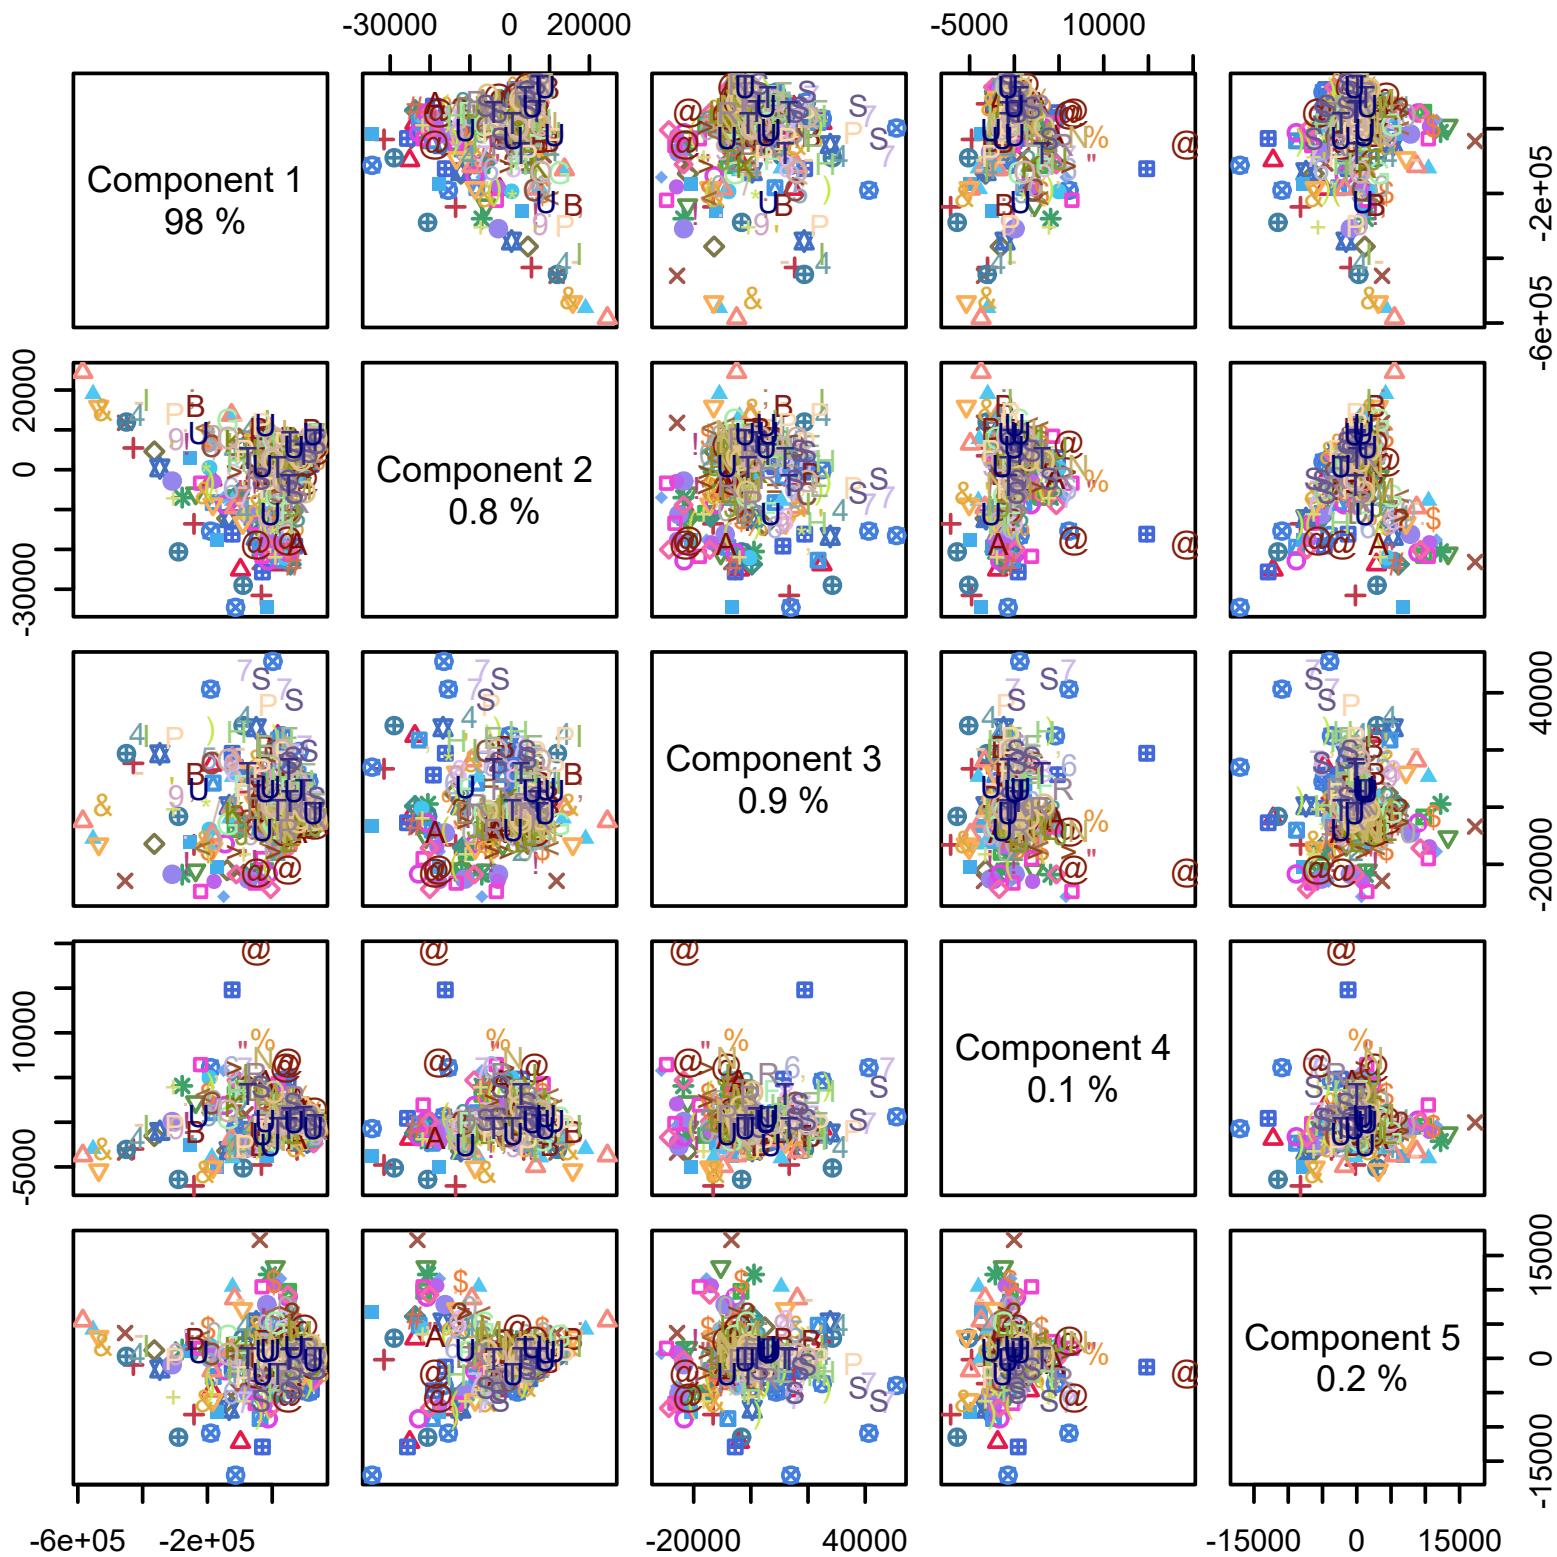 -30000 0 20000 -5000 10000
Component 1
98 %
-2e+05
-6e+05
20000
0
-30000
Component 2
0.8 %
Component 3
0.9 %
40000
-20000
10000
-5000
Component 4
0.1 %
Component 5
0.2 %
15000
0
-15000
-6e+05 -2e+05 -20000 40000 -15000 0 15000